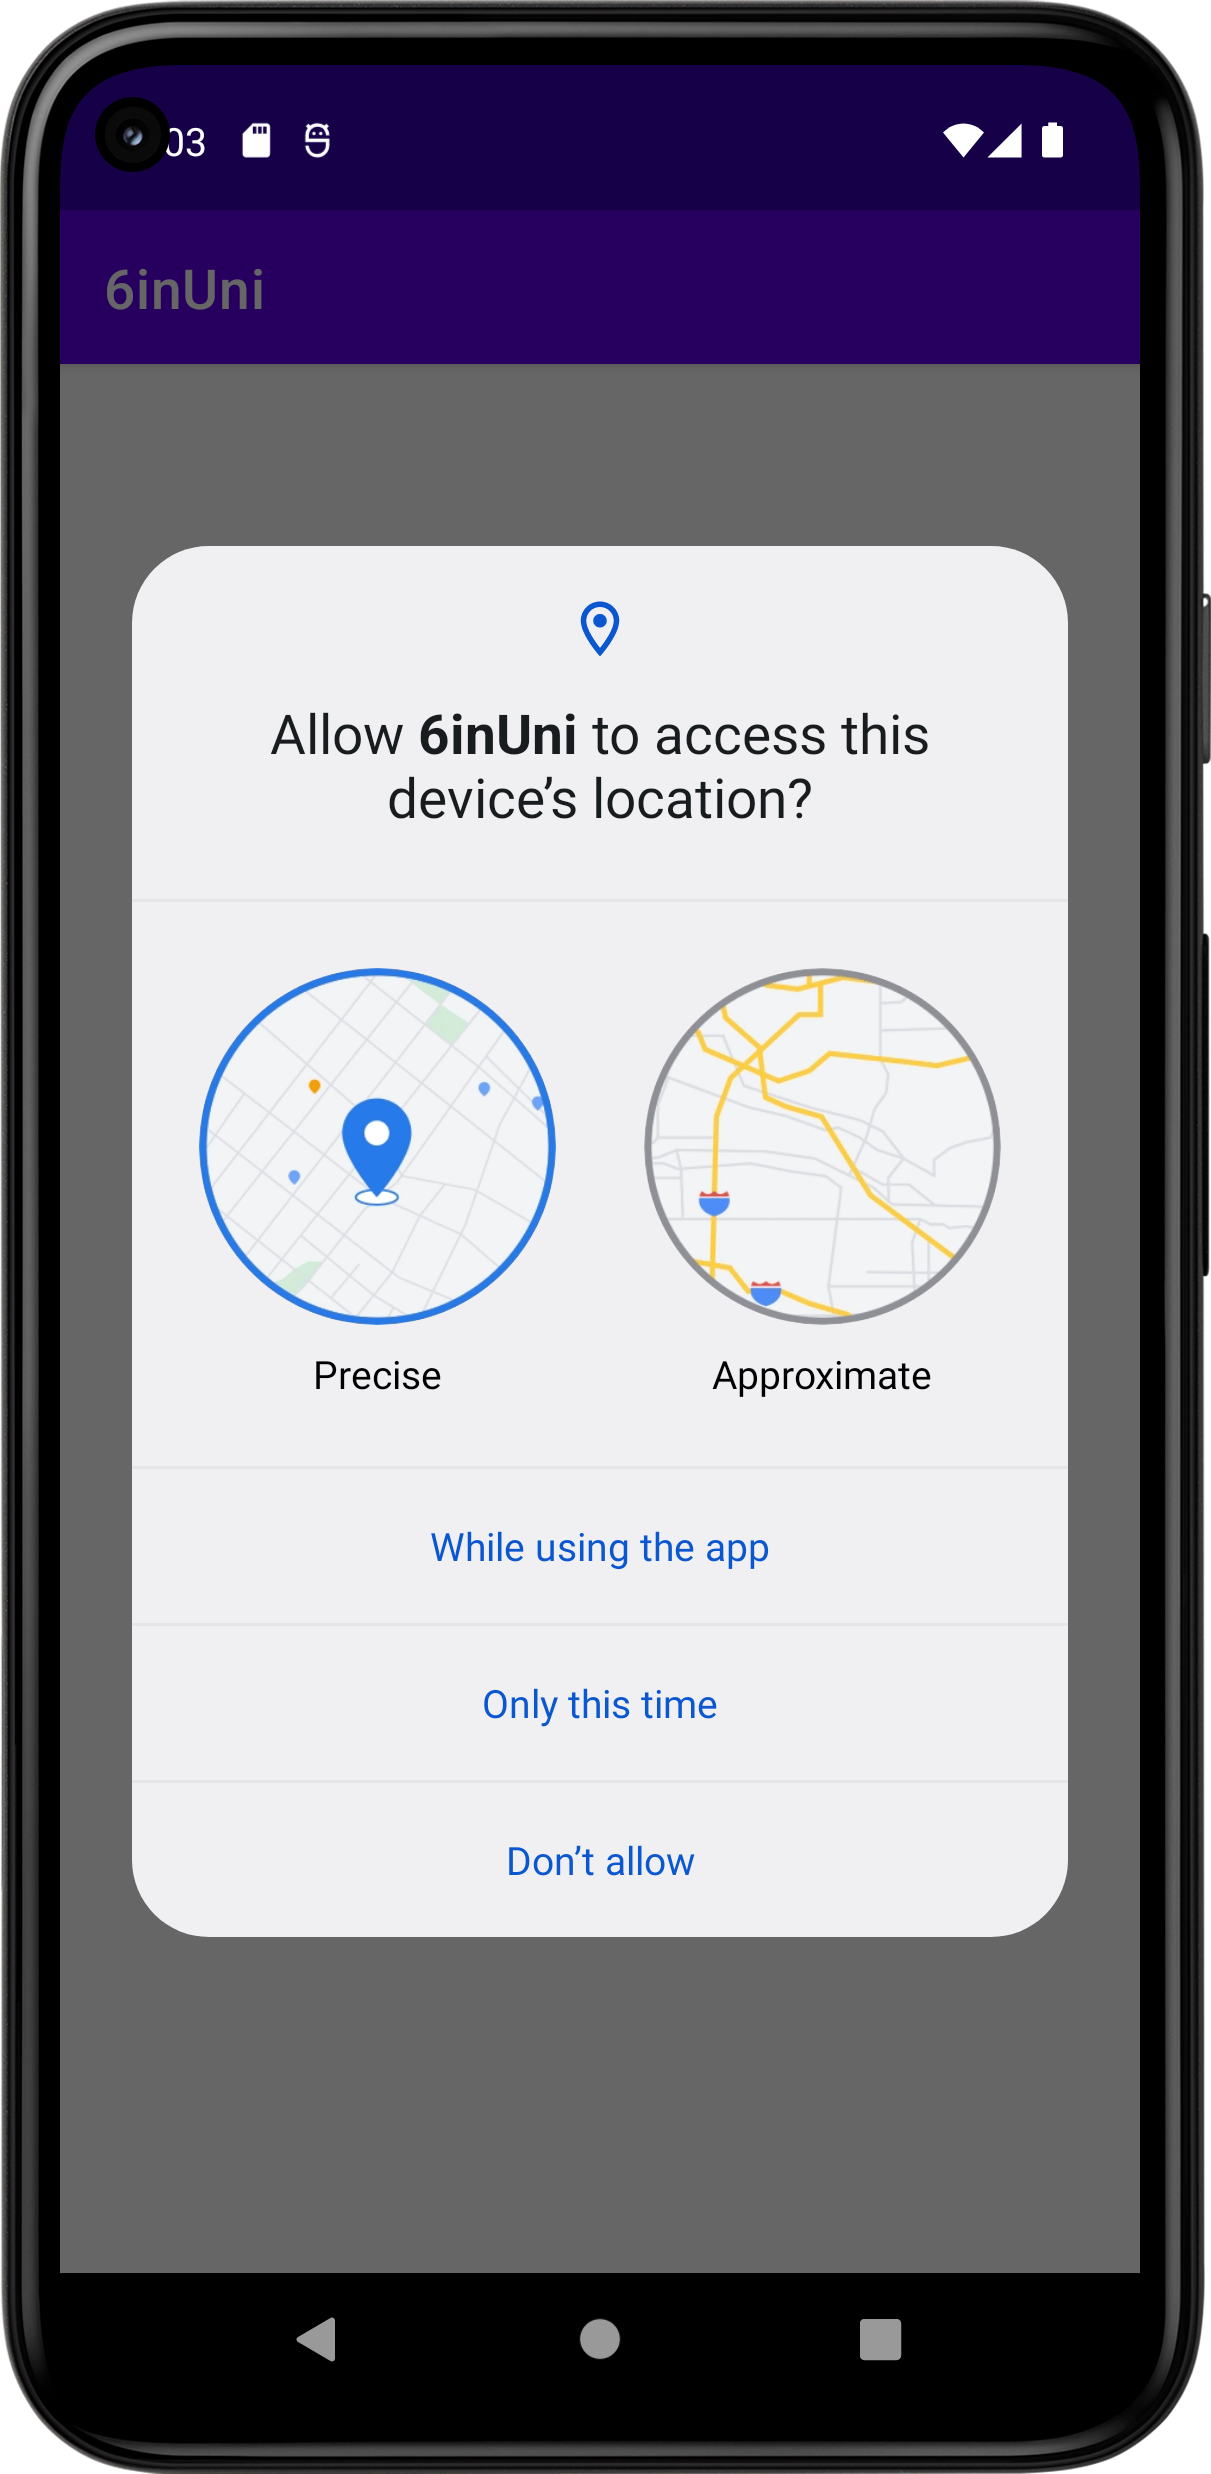 03
6inUni
Allow 6inUni to access this
device’s location?
Precise
Approximate
While using the app
Only this time
Don’t allow